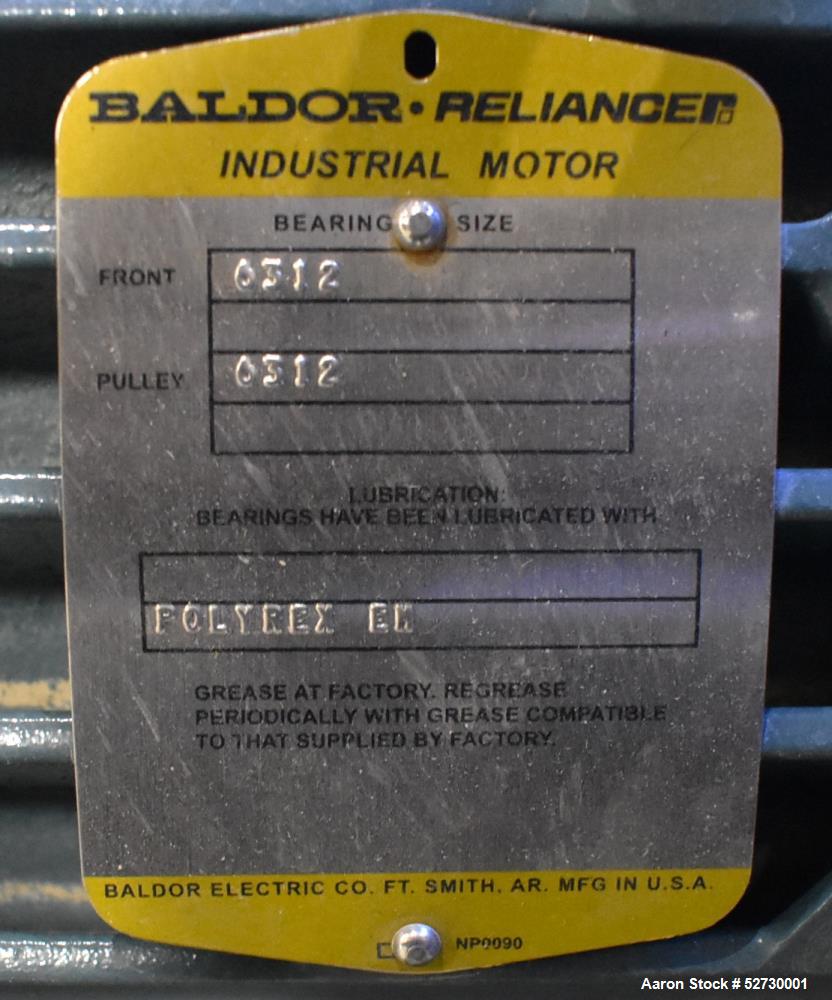 BALDOR • RELIANCE
INDUSTRIAL MOTOR
BEARING SIZE
FRONT 6312
PULLEY 6312
LUBRICATION:
BEARINGS HAVE BEEN LUBRICATED WITH
POLYREX EM
GREASE AT FACTORY. REGREASE
PERIODICALLY WITH GREASE COMPATIBLE
TO THAT SUPPLIED BY FACTORY.
BALDOR ELECTRIC CO. FT. SMITH, AR. MFG IN U.S.A.
NP0090
Aaron Stock # 52730001